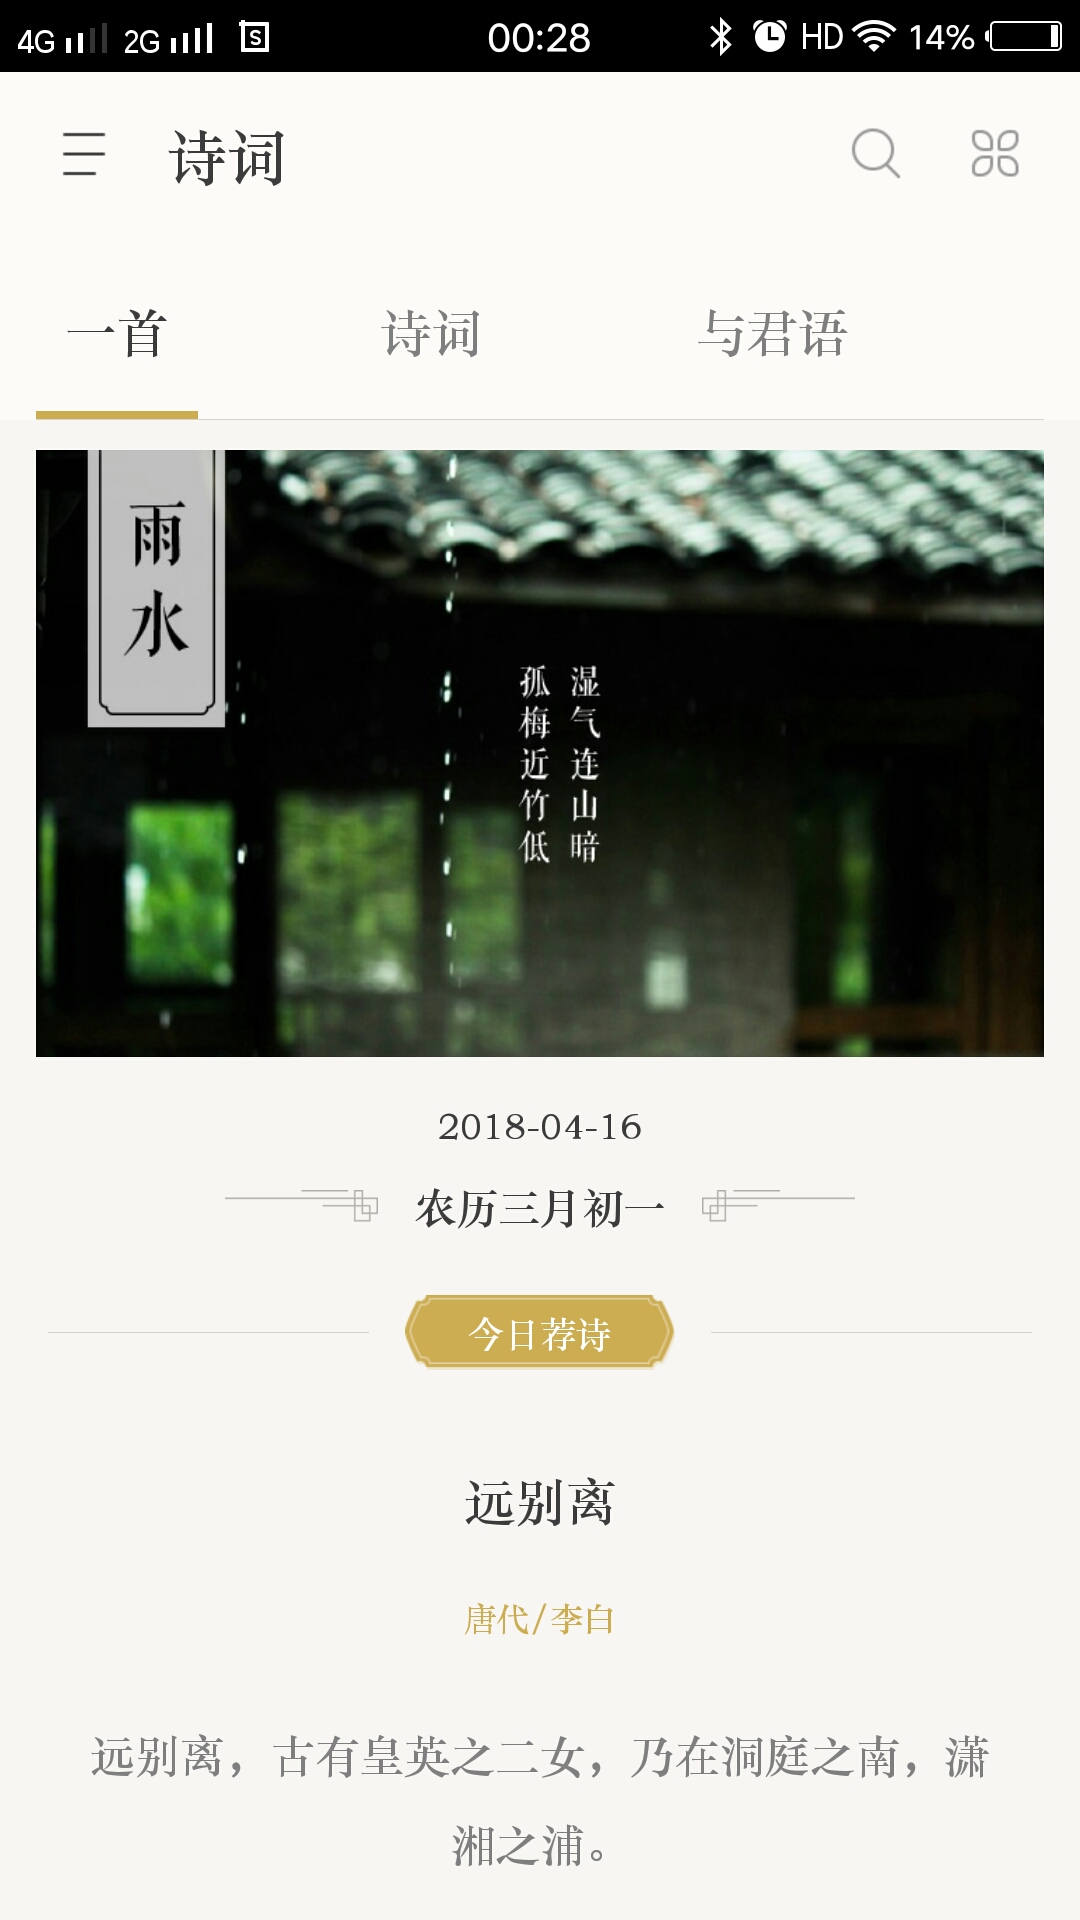 4G 2G 00:28 HD 14%
诗词
一首 诗词 与君语
雨水
湿气连山暗
孤梅近竹低
2018-04-16
农历三月初一
今日荐诗
远别离
唐代/李白
远别离，古有皇英之二女，乃在洞庭之南，潇
湘之浦。